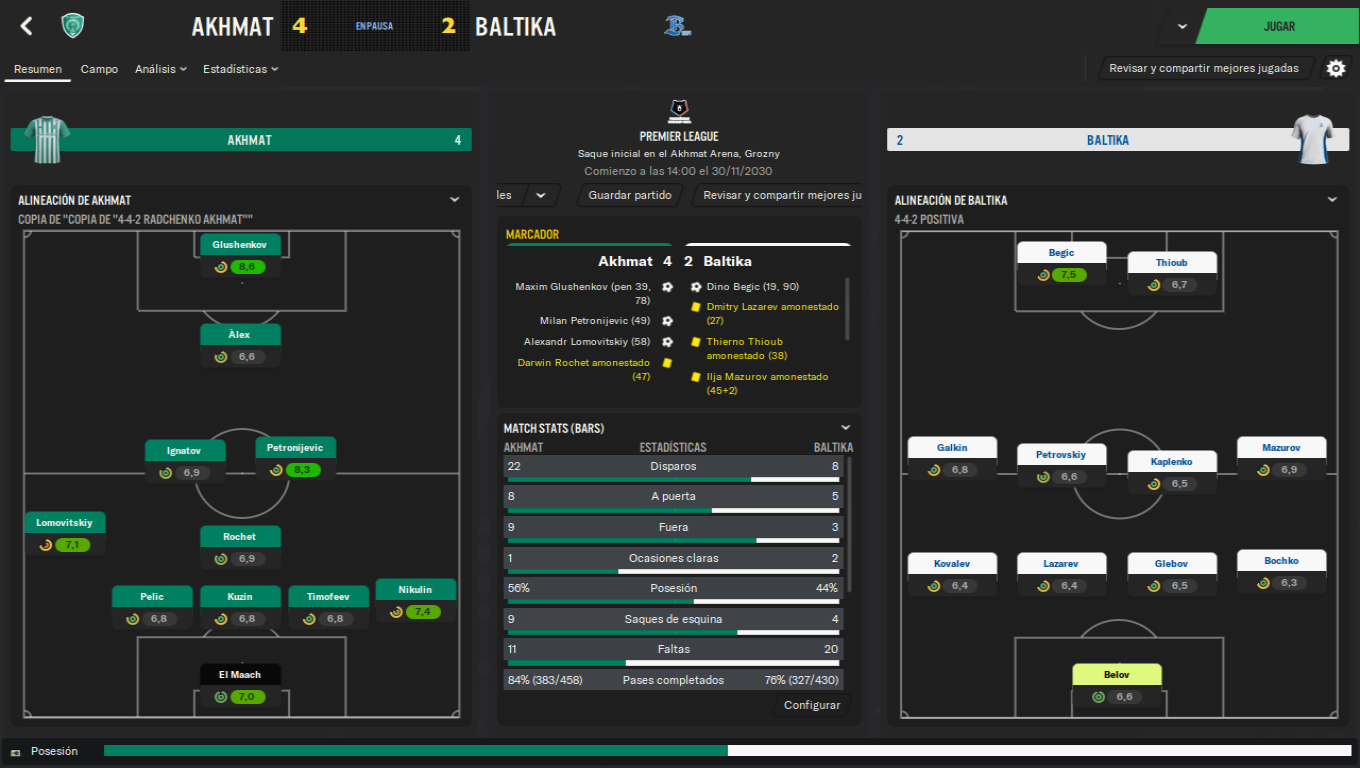 AKHMAT 4 EN PAUSA 2 BALTIKA
JUGAR
Resumen Campo Análisis Estadísticas
Revisar y compartir mejores jugadas
AKHMAT 4
PREMIER LEAGUE
Saque inicial en el Akhmat Arena, Grozny
Comienzo a las 14:00 el 30/11/2030
les Guardar partido Revisar y compartir mejores ju
2 BALTIKA
ALINEACIÓN DE AKHMAT
COPIA DE "COPIA DE "4-4-2 RADCHENKO AKHMAT""
Glushenkov
8,6
Àlex
6,6
Ignatov
6,9
Petronijevic
8,3
Lomovitskiy
7,1
Rochet
6,9
Pelic
6,8
Kuzin
6,8
Timofeev
6,8
Nikulin
7,4
El Maach
7,0
MARCADOR
Akhmat 4 2 Baltika
Maxim Glushenkov (pen 39,
78)
Milan Petronijevic (49)
Alexandr Lomovitskiy (58)
Darwin Rochet amonestado
(47)
Dino Begic (19, 90)
Dmitry Lazarev amonestado
(27)
Thierno Thioub
amonestado (38)
Ilja Mazurov amonestado
(45+2)
MATCH STATS (BARS)
AKHMAT ESTADÍSTICAS BALTIKA
22 Disparos 8
8 A puerta 5
9 Fuera 3
1 Ocasiones claras 2
56% Posesión 44%
9 Saques de esquina 4
11 Faltas 20
84% (383/458) Pases completados 76% (327/430)
Configurar
ALINEACIÓN DE BALTIKA
4-4-2 POSITIVA
Begic
7,5
Thioub
6,7
Galkin
6,8
Petrovskiy
6,6
Kaplenko
6,5
Mazurov
6,9
Kovalev
6,4
Lazarev
6,4
Glebov
6,5
Bochko
6,3
Belov
6,6
Posesión